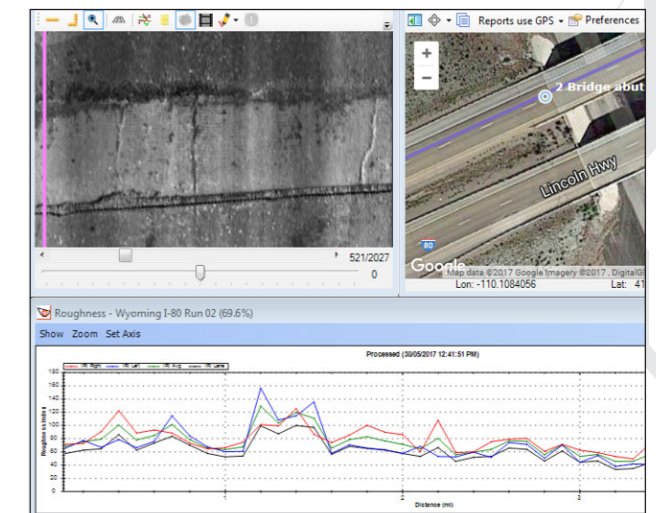 Reports use GPS
Preferences
+
−
2 Bridge abut
Lincoln Hwy
80
Google
Map data ©2017 Google Imagery ©2017 , DigitalGl
Lon: -110.1084056
Lat: 41
521/2027
0
Roughness - Wyoming I-80 Run 02 (69.6%)
Show Zoom Set Axis
Processed (30/05/2017 12:41:51 PM)
IRI Right IRI Left IRI Avg IRI Lane
Roughness Index
180
160
140
120
100
80
60
40
20
0
1
2
3
Distance (mi)